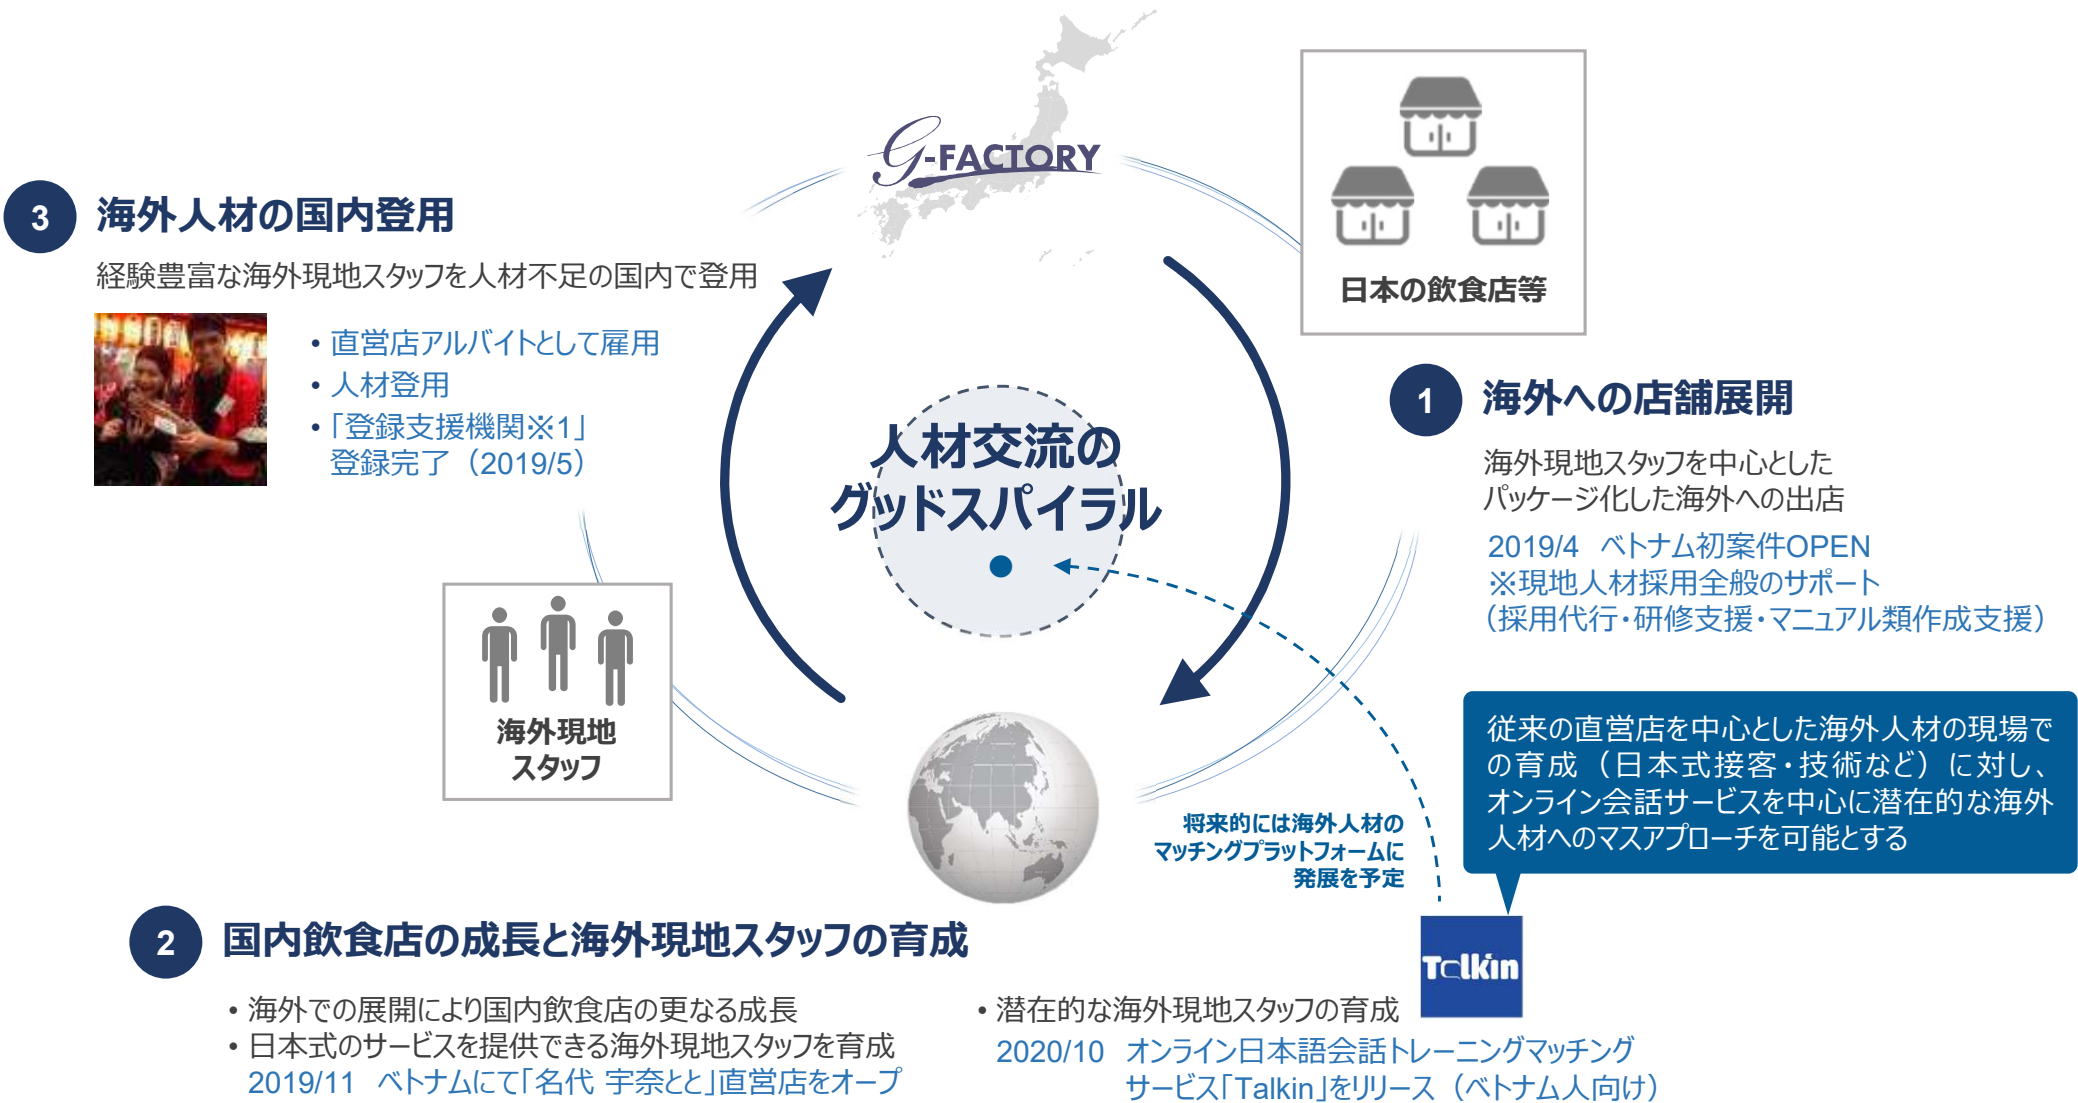 G-FACTORY
日本の飲食店等
3
海外人材の国内登用
経験豊富な海外現地スタッフを人材不足の国内で登用
• 直営店アルバイトとして雇用
• 人材登用
• 「登録支援機関※1」
登録完了（2019/5）
人材交流の
グッドスパイラル
1
海外への店舗展開
海外現地スタッフを中心とした
パッケージ化した海外への出店
2019/4 ベトナム初案件OPEN
※現地人材採用全般のサポート
（採用代行・研修支援・マニュアル類作成支援）
海外現地
スタッフ
従来の直営店を中心とした海外人材の現場で
の育成（日本式接客・技術など）に対し、
オンライン会話サービスを中心に潜在的な海外
人材へのマスアプローチを可能とする
将来的には海外人材の
マッチングプラットフォームに
発展を予定
Talkin
2
国内飲食店の成長と海外現地スタッフの育成
• 海外での展開により国内飲食店の更なる成長
• 日本式のサービスを提供できる海外現地スタッフを育成
2019/11 ベトナムにて「名代 宇奈とと」直営店をオープ
• 潜在的な海外現地スタッフの育成
2020/10 オンライン日本語会話トレーニングマッチング
サービス「Talkin」をリリース（ベトナム人向け）